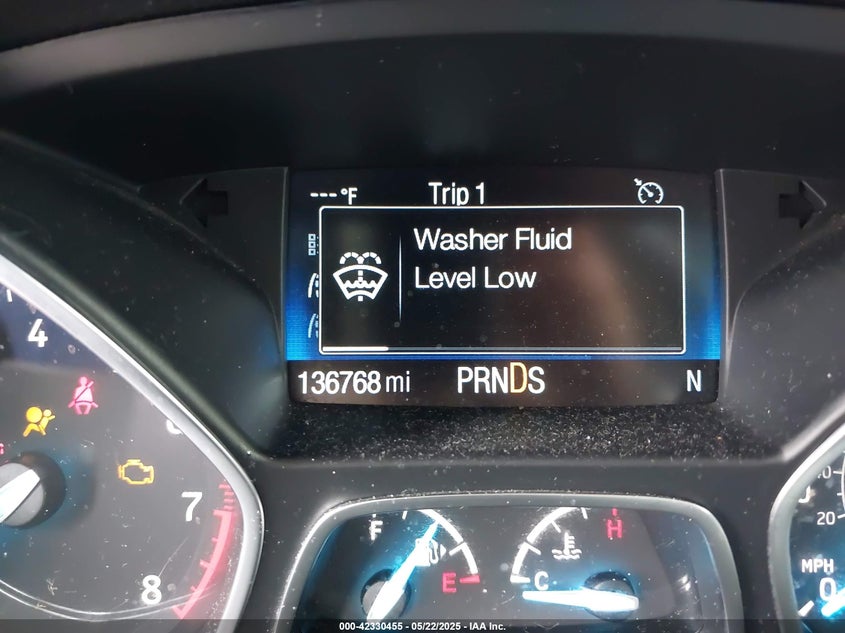 ---°F Trip 1
Washer Fluid
Level Low
136768 mi PRNDS N
4
7
8
F E
C H
20
MPH
0
000-42330455 - 05/22/2025 - IAA Inc.